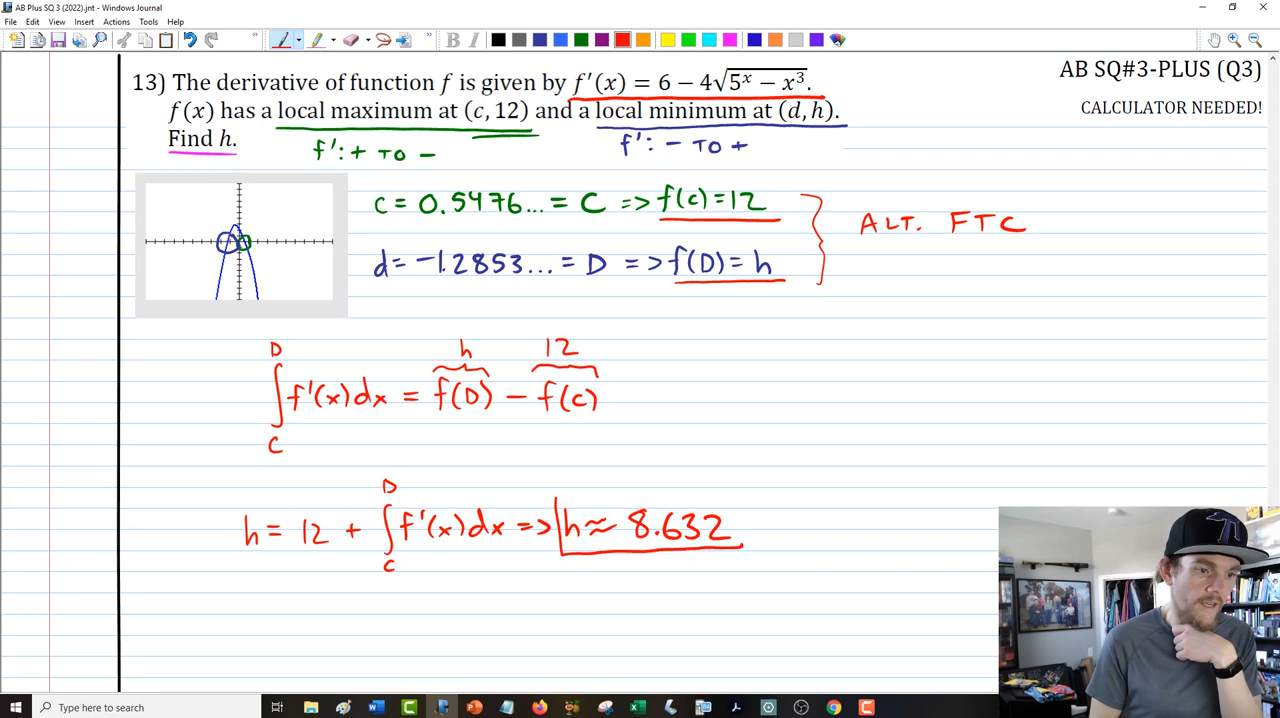 AB Plus SQ 3 (2022).jnt - Windows Journal
File Edit View Insert Actions Tools Help
B I
AB SQ#3-PLUS (Q3)
CALCULATOR NEEDED!
13) The derivative of function f is given by f′(x) = 6 − 4√(5^x − x^3).
f(x) has a local maximum at (c, 12) and a local minimum at (d, h).
Find h.
f': + TO −
f': − TO +
c = 0.5476... = C => f(c) = 12
ALT. FTC
d = −1.2853... = D => f(D) = h
D h 12
∫ f'(x)dx = f(D) − f(C)
C
D
h = 12 + ∫ f'(x)dx => h ≈ 8.632
C
Type here to search